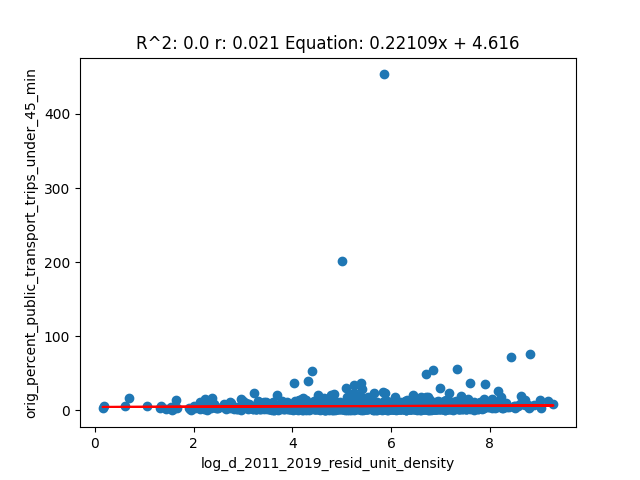 R^2: 0.0 r: 0.021 Equation: 0.22109x + 4.616
orig_percent_public_transport_trips_under_45_min
400
300
200
100
0
0 2 4 6 8
log_d_2011_2019_resid_unit_density